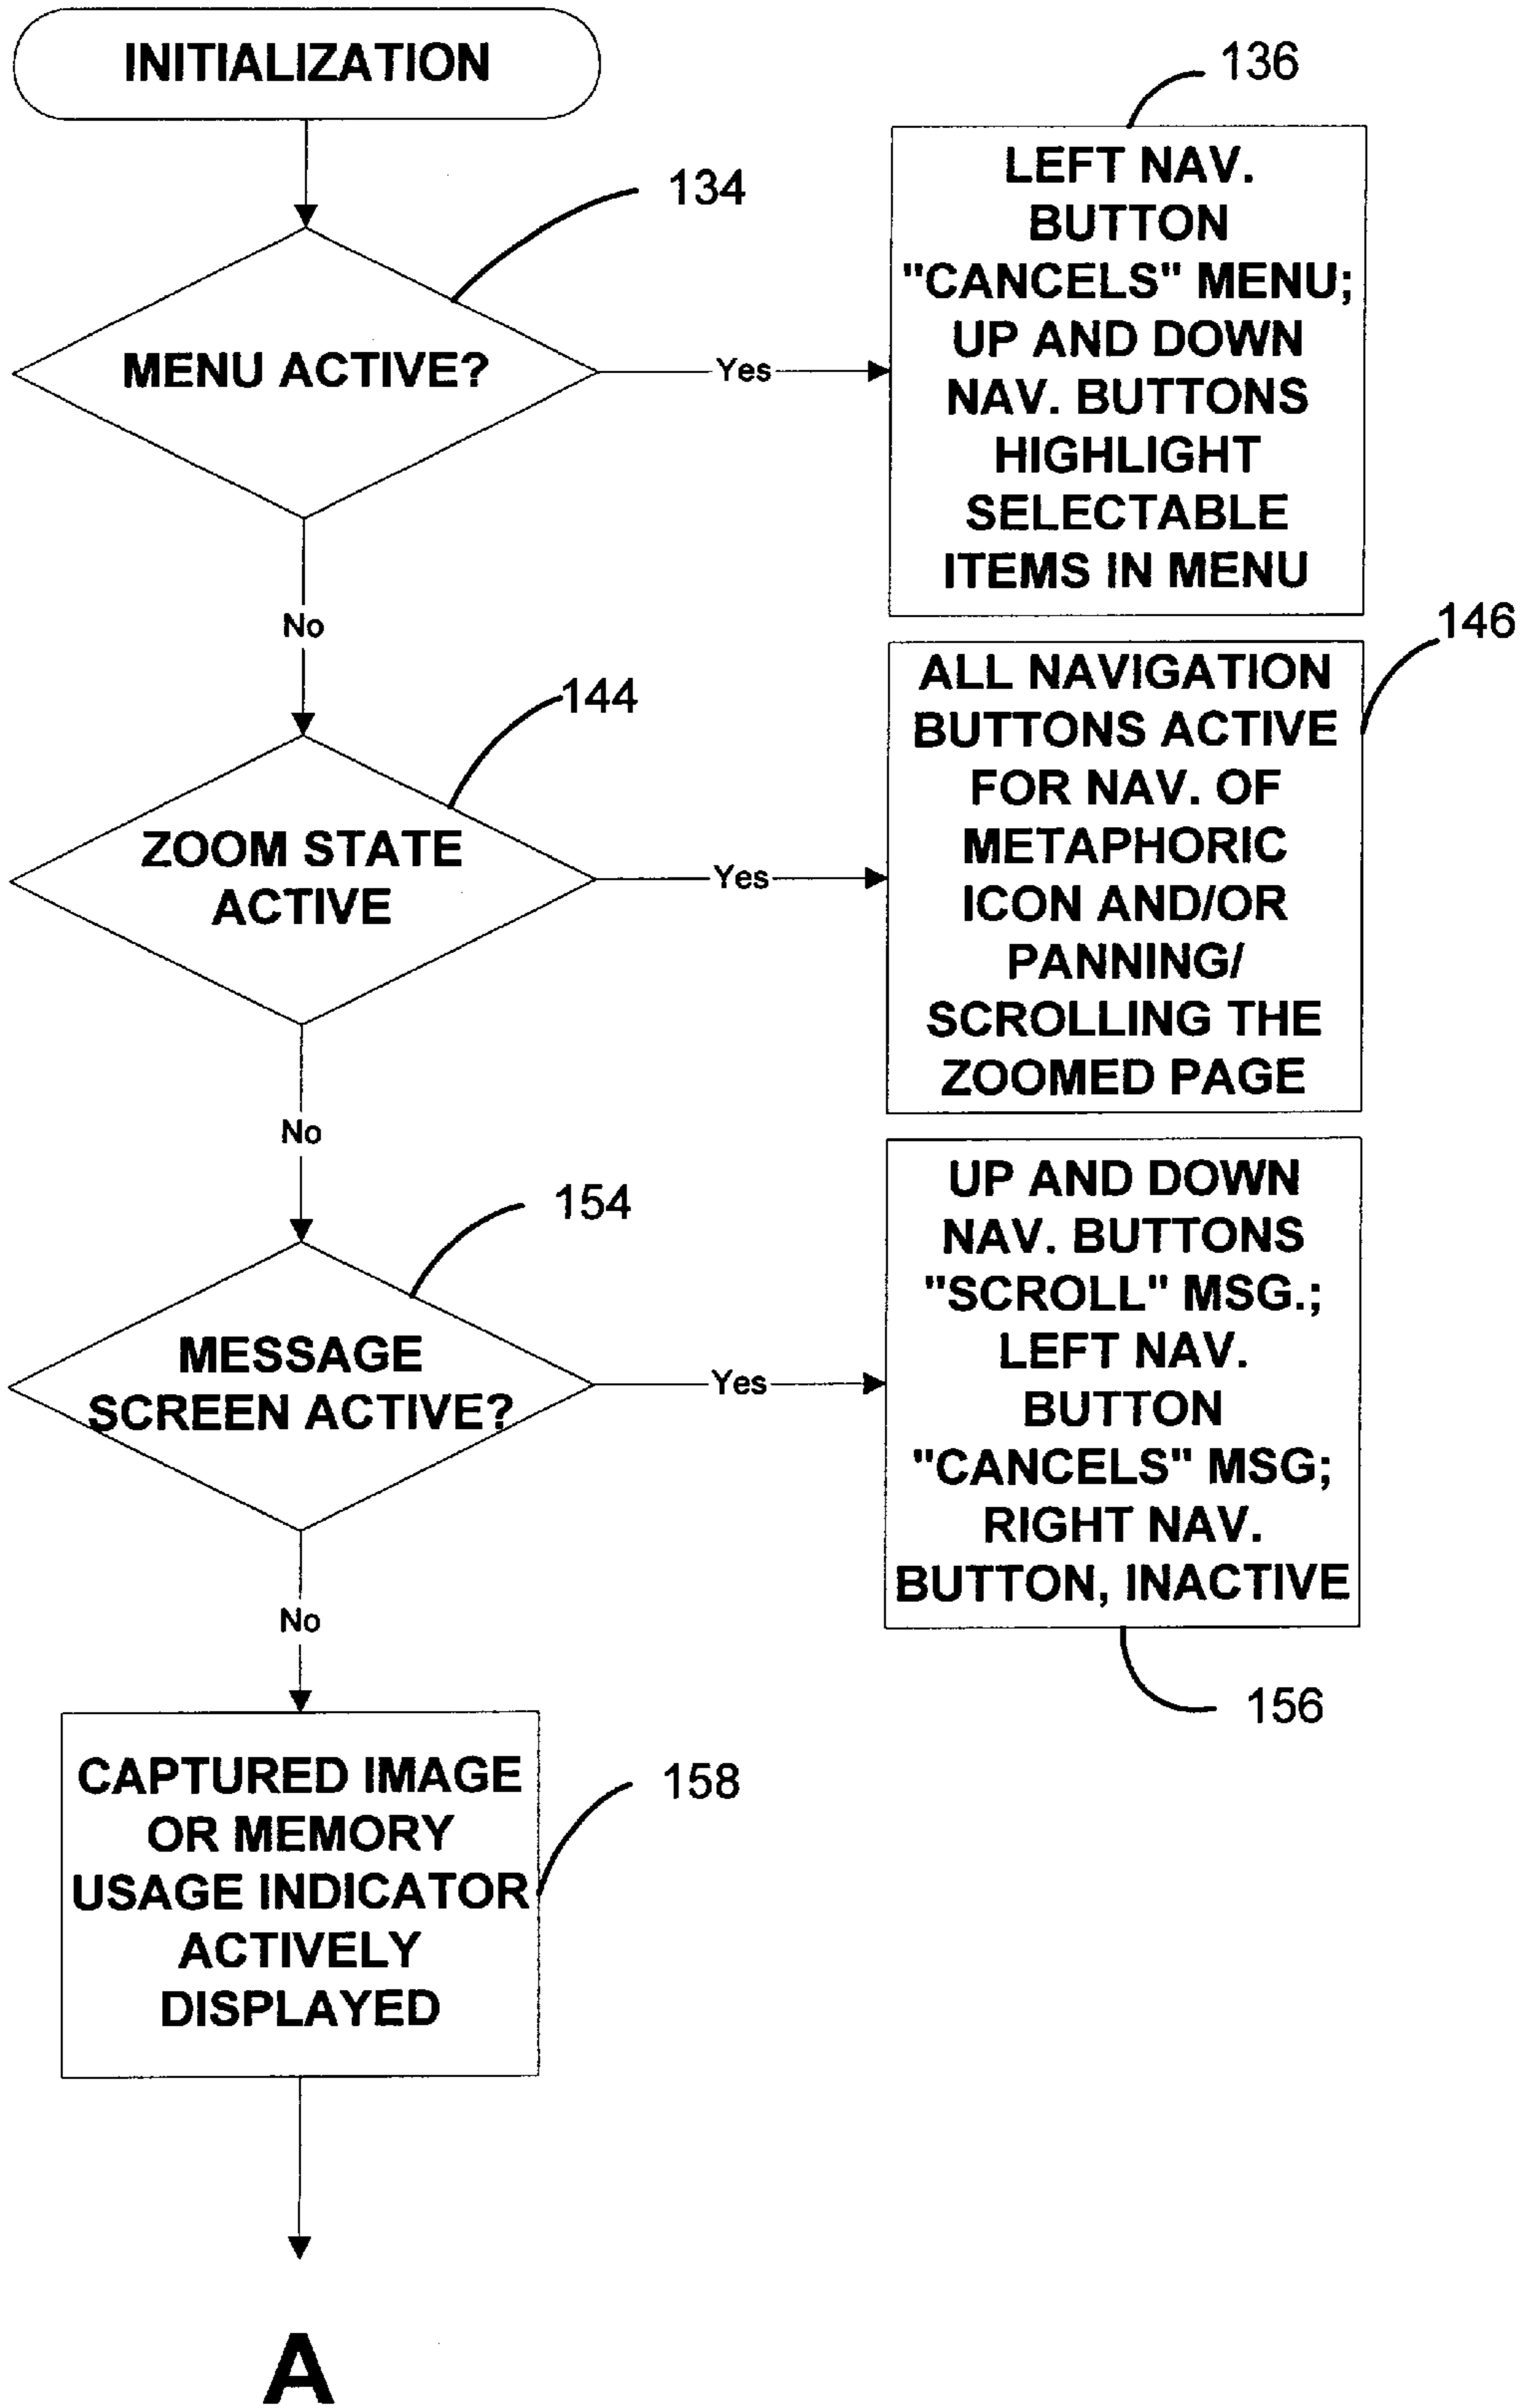 INITIALIZATION
136
LEFT NAV.
BUTTON
"CANCELS" MENU;
UP AND DOWN
NAV. BUTTONS
HIGHLIGHT
SELECTABLE
ITEMS IN MENU
134
MENU ACTIVE?
Yes
No
146
ALL NAVIGATION
BUTTONS ACTIVE
FOR NAV. OF
METAPHORIC
ICON AND/OR
PANNING/
SCROLLING THE
ZOOMED PAGE
144
ZOOM STATE
ACTIVE
Yes
No
154
MESSAGE
SCREEN ACTIVE?
Yes
UP AND DOWN
NAV. BUTTONS
"SCROLL" MSG.;
LEFT NAV.
BUTTON
"CANCELS" MSG;
RIGHT NAV.
BUTTON, INACTIVE
156
No
CAPTURED IMAGE
OR MEMORY
USAGE INDICATOR
ACTIVELY
DISPLAYED
158
A